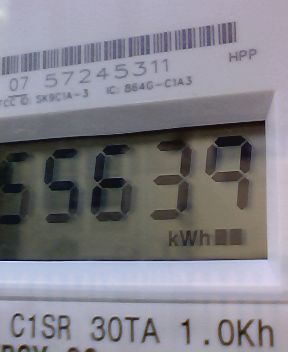 HPP
07 57245311
FCC ID: SK9C1A-3 IC: 864G-C1A3
55639
kWh
C1SR 30TA 1.0Kh